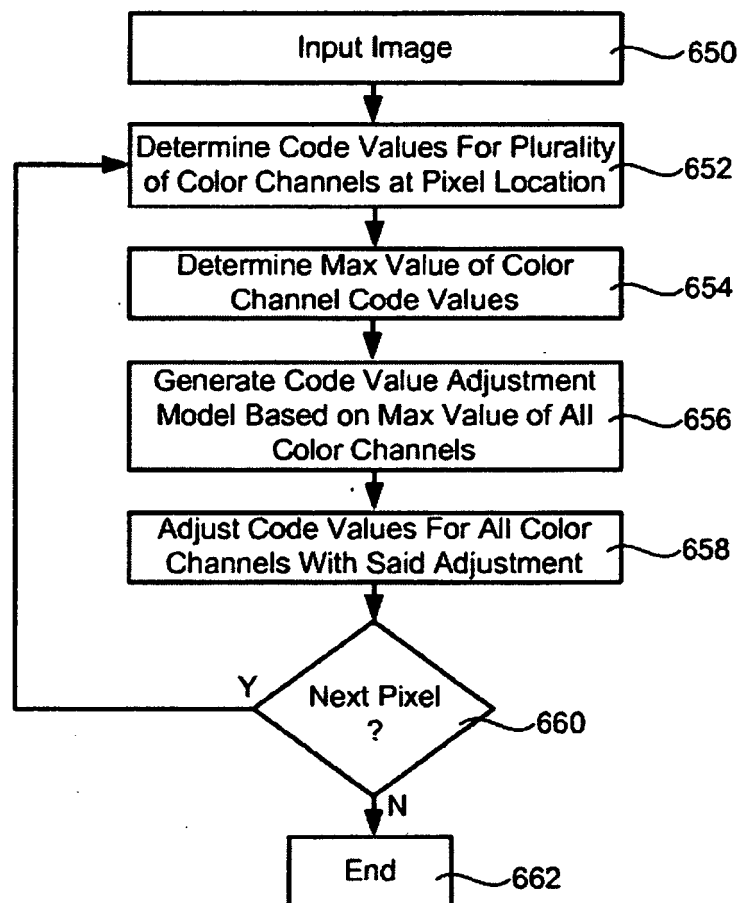 Input Image
650
Determine Code Values For Plurality
of Color Channels at Pixel Location
652
Determine Max Value of Color
Channel Code Values
654
Generate Code Value Adjustment
Model Based on Max Value of All
Color Channels
656
Adjust Code Values For All Color
Channels With Said Adjustment
658
Y
Next Pixel
?
660
N
End
662